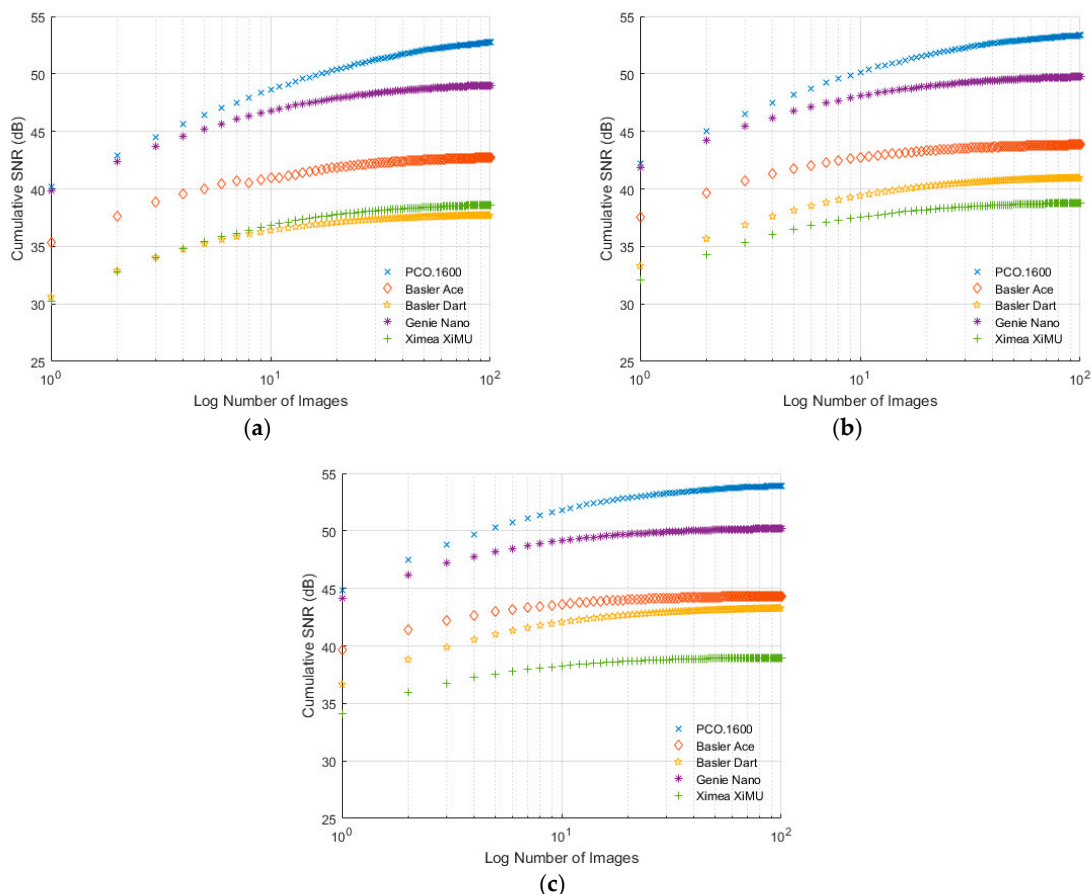 55
50
45
40
35
30
25
Cumulative SNR (dB)
PCO.1600
Basler Ace
Basler Dart
Genie Nano
Ximea XiMU
10^0
10^1
10^2
Log Number of Images
(a)
55
50
45
40
35
30
25
Cumulative SNR (dB)
PCO.1600
Basler Ace
Basler Dart
Genie Nano
Ximea XiMU
10^0
10^1
10^2
Log Number of Images
(b)
55
50
45
40
35
30
25
Cumulative SNR (dB)
PCO.1600
Basler Ace
Basler Dart
Genie Nano
Ximea XiMU
10^0
10^1
10^2
Log Number of Images
(c)